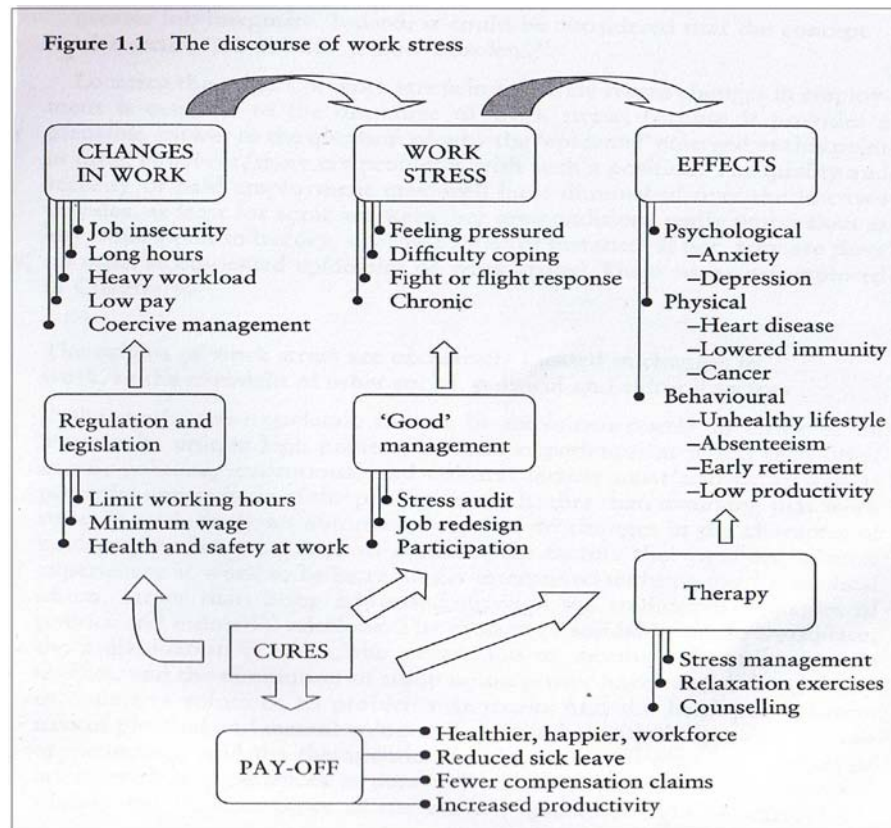 Figure 1.1 The discourse of work stress
CHANGES
IN WORK
Job insecurity
Long hours
Heavy workload
Low pay
Coercive management
WORK
STRESS
Feeling pressured
Difficulty coping
Fight or flight response
Chronic
EFFECTS
Psychological
–Anxiety
–Depression
Physical
–Heart disease
–Lowered immunity
–Cancer
Behavioural
–Unhealthy lifestyle
–Absenteeism
–Early retirement
–Low productivity
Regulation and
legislation
Limit working hours
Minimum wage
Health and safety at work
‘Good’
management
Stress audit
Job redesign
Participation
Therapy
Stress management
Relaxation exercises
Counselling
CURES
PAY-OFF
Healthier, happier, workforce
Reduced sick leave
Fewer compensation claims
Increased productivity